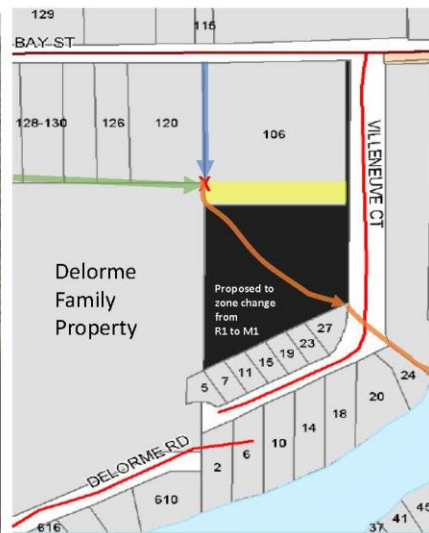 129
115
BAY ST
128-130
126
120
106
VILLENEUVE CT
X
Delorme
Family
Property
Proposed to
zone change
from
R1 to M1
27
23
19
15
11
7
5
24
20
18
14
10
6
2
DELORME RD
610
616
45
41
37